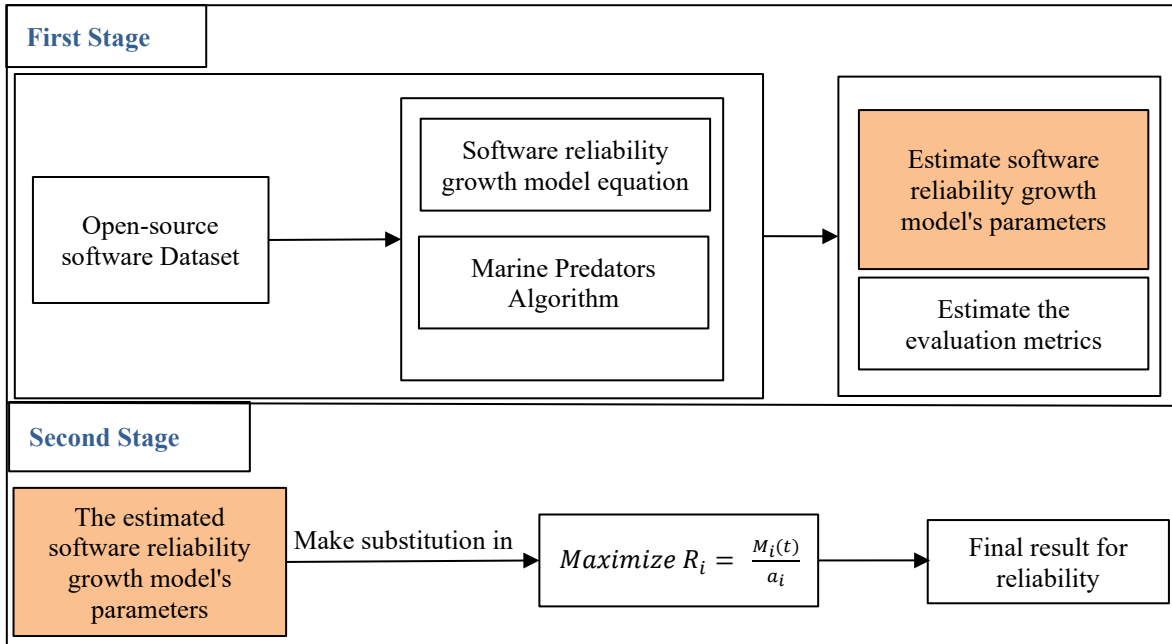 First Stage
Open-source
software Dataset
Software reliability
growth model equation
Marine Predators
Algorithm
Estimate software
reliability growth
model's parameters
Estimate the
evaluation metrics
Second Stage
The estimated
software reliability
growth model's
parameters
Make substitution in
Maximize R_i = M_i(t) / a_i
Final result for
reliability